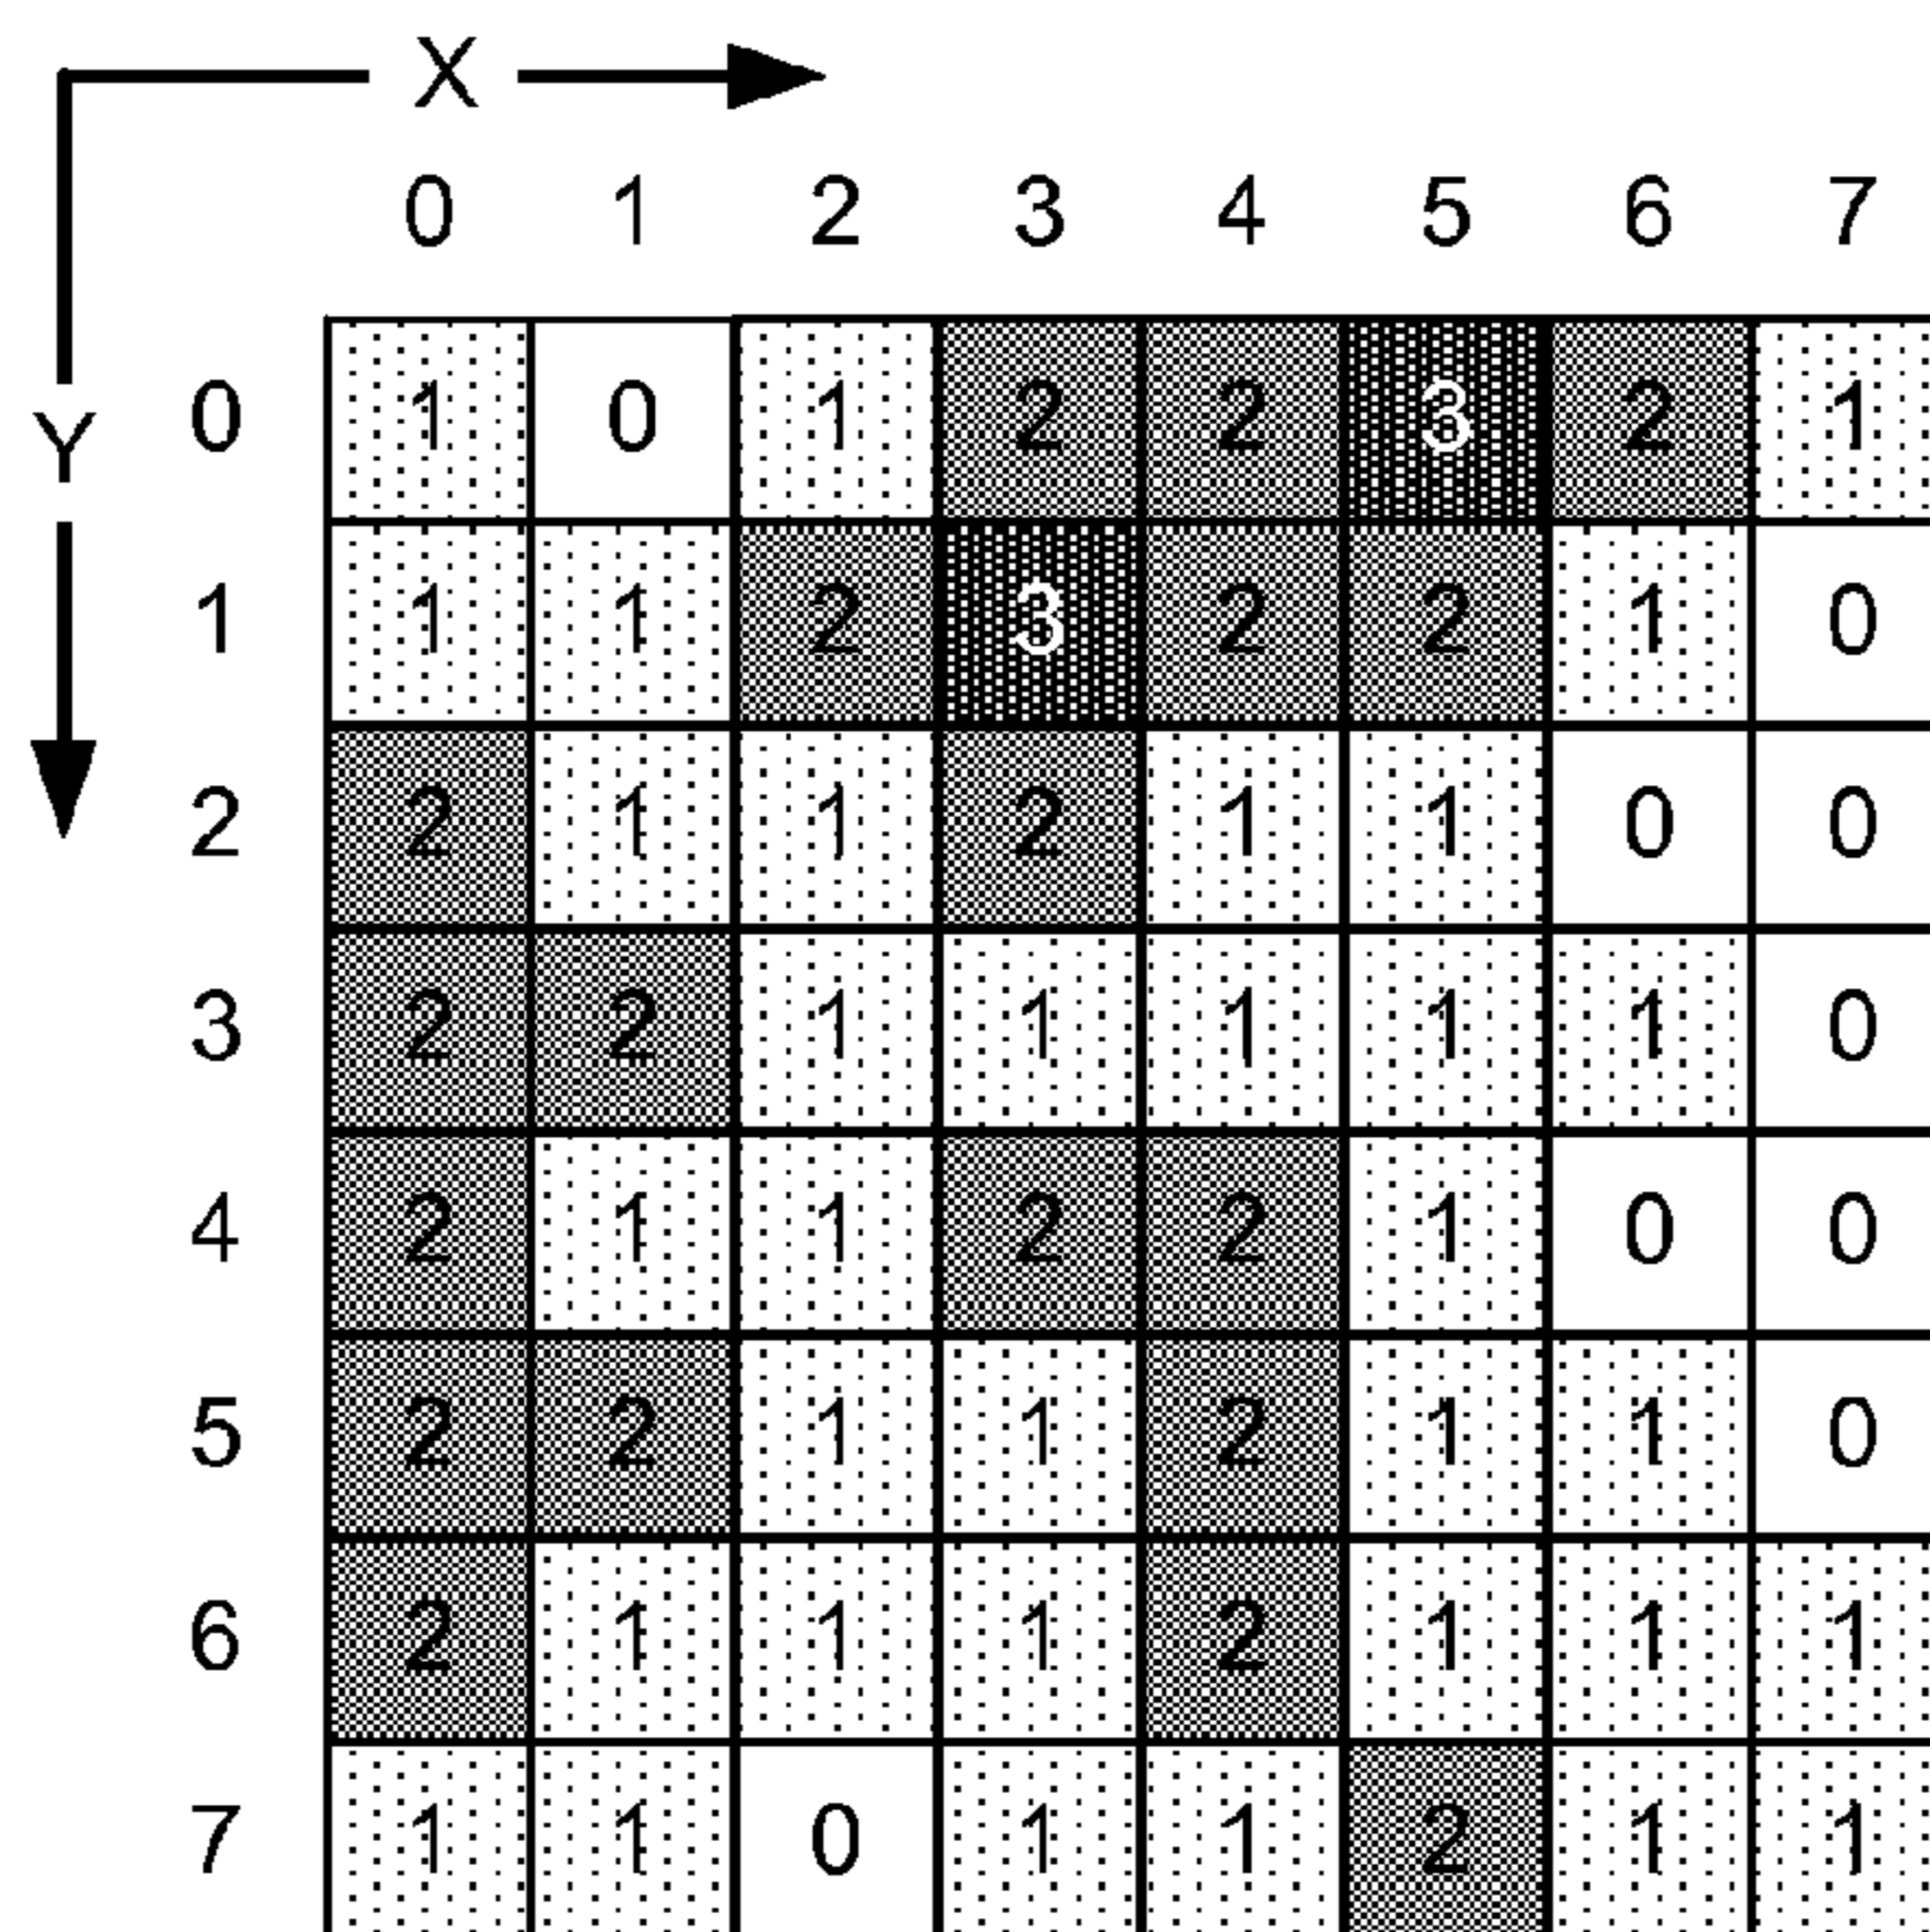 X
0 1 2 3 4 5 6 7
Y
0 1 0 1 2 2 3 2 1
1 1 1 2 3 2 2 1 0
2 2 1 1 2 1 1 0 0
3 2 2 1 1 1 1 1 0
4 2 1 1 2 2 1 0 0
5 2 2 1 1 2 1 1 0
6 2 1 1 1 2 1 1 1
7 1 1 0 1 1 2 1 1